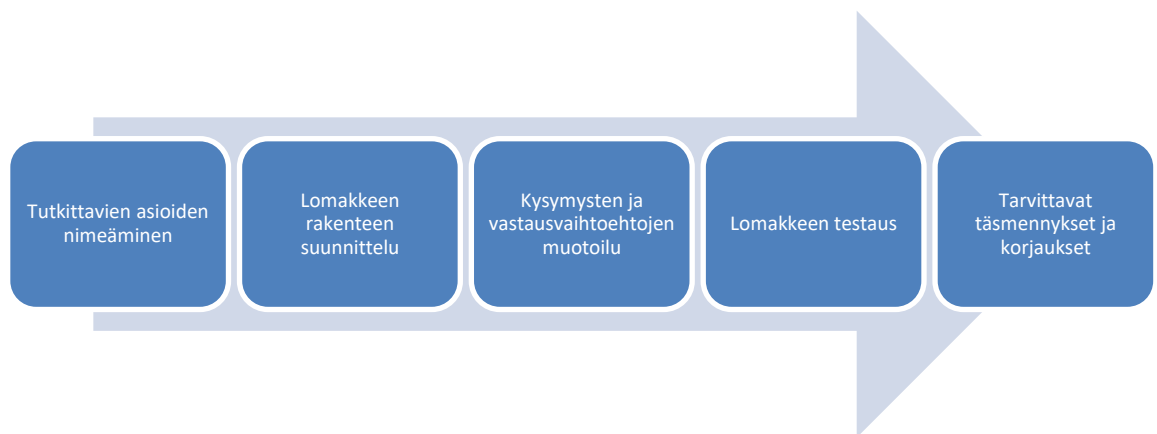 Tutkittavien asioiden
nimeäminen
Lomakkeen
rakenteen
suunnittelu
Kysymysten ja
vastausvaihtoehtojen
muotoilu
Lomakkeen testaus
Tarvittavat
täsmennykset ja
korjaukset